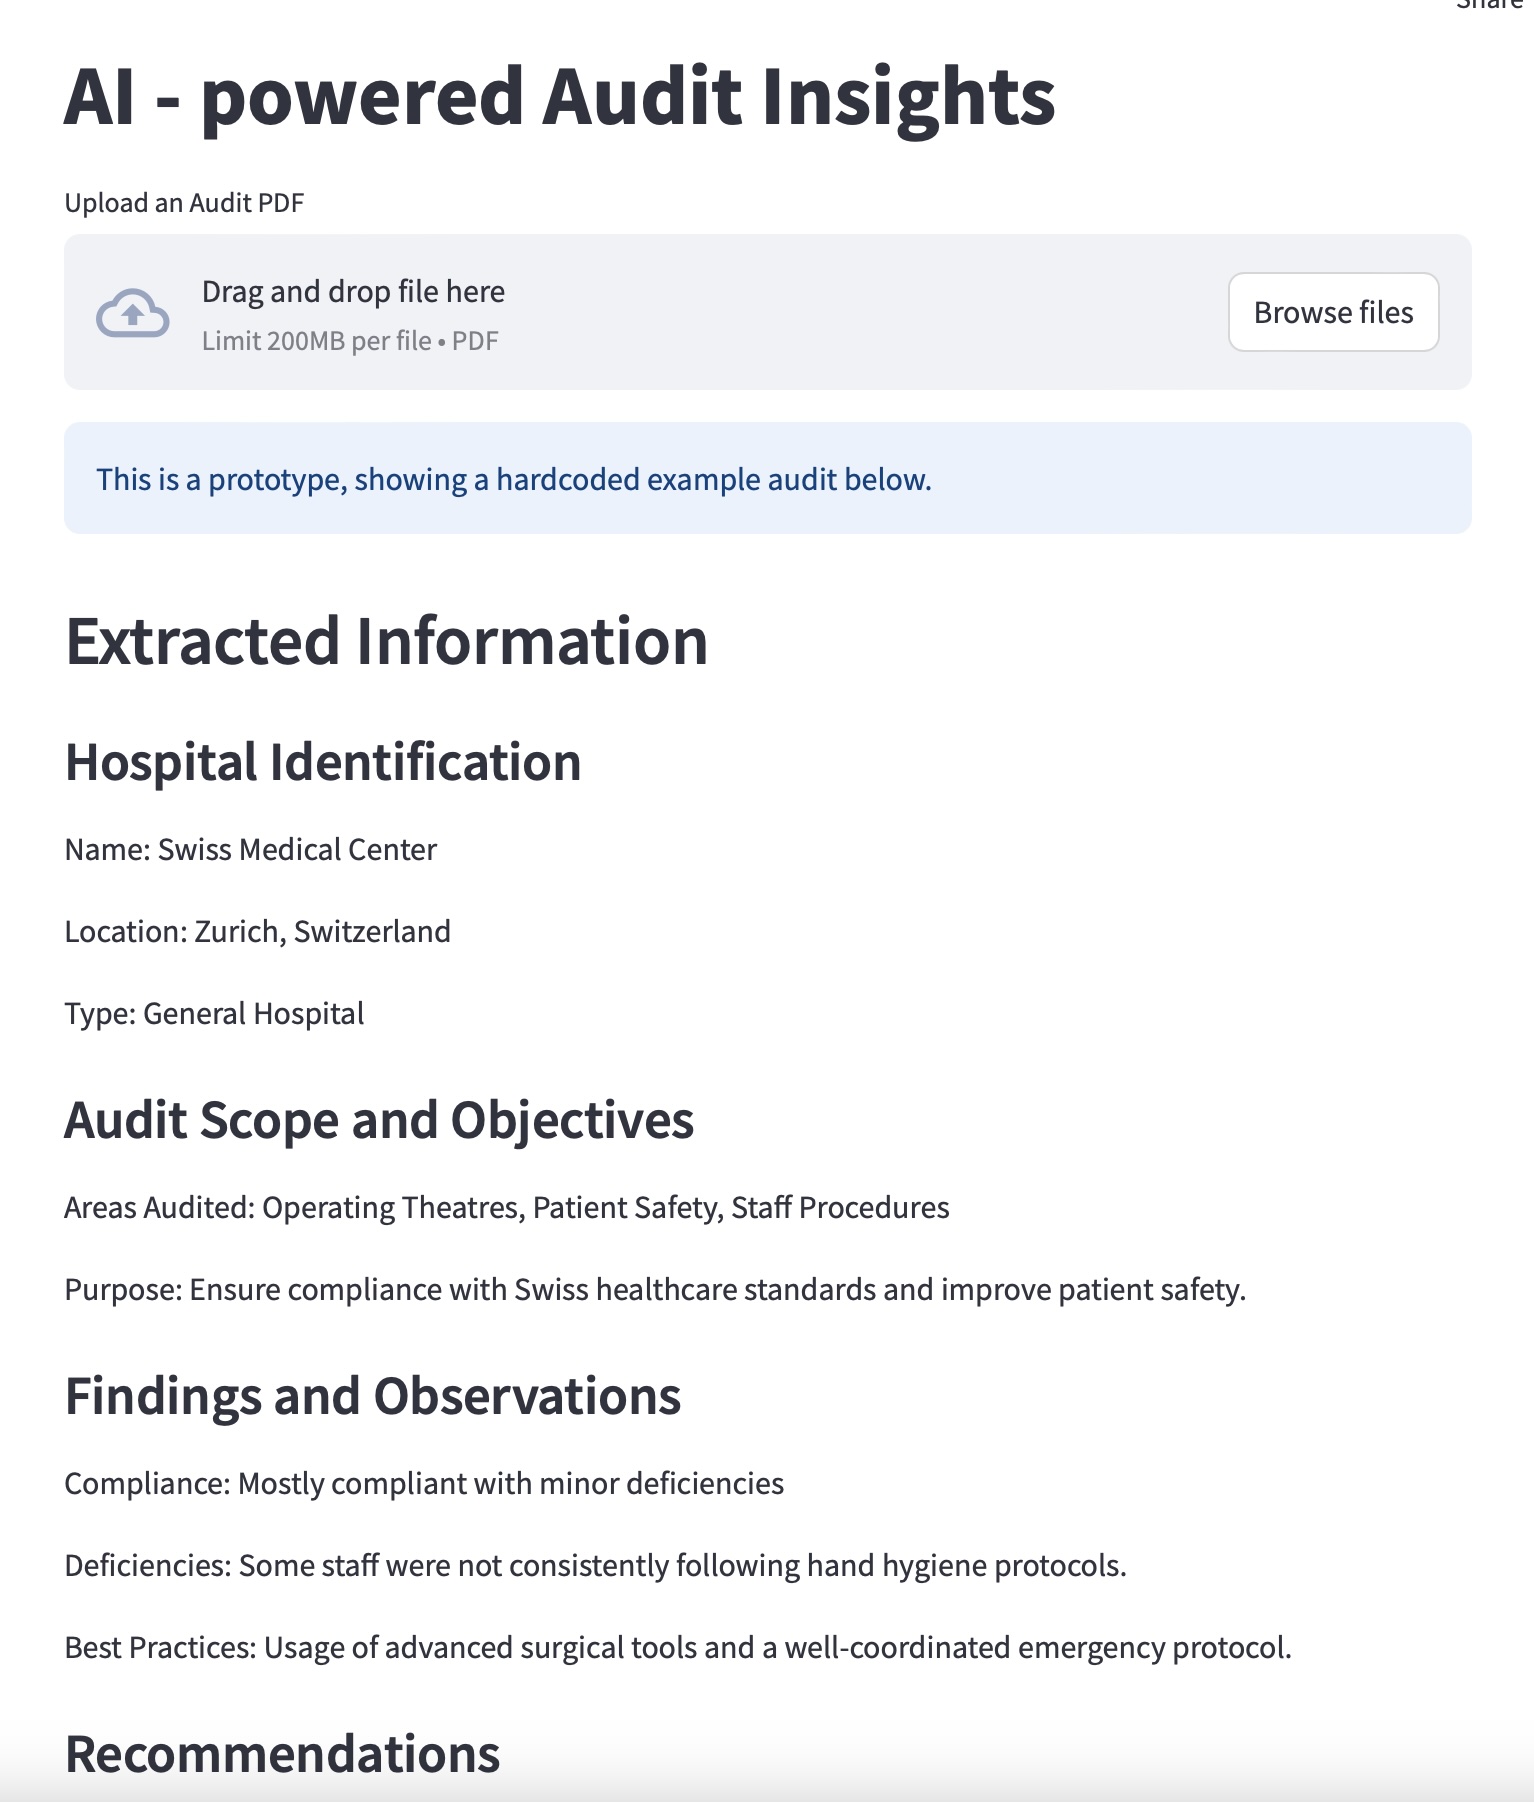 Share
AI - powered Audit Insights
Upload an Audit PDF
Drag and drop file here
Limit 200MB per file • PDF
Browse files
This is a prototype, showing a hardcoded example audit below.
Extracted Information
Hospital Identification
Name: Swiss Medical Center
Location: Zurich, Switzerland
Type: General Hospital
Audit Scope and Objectives
Areas Audited: Operating Theatres, Patient Safety, Staff Procedures
Purpose: Ensure compliance with Swiss healthcare standards and improve patient safety.
Findings and Observations
Compliance: Mostly compliant with minor deficiencies
Deficiencies: Some staff were not consistently following hand hygiene protocols.
Best Practices: Usage of advanced surgical tools and a well-coordinated emergency protocol.
Recommendations